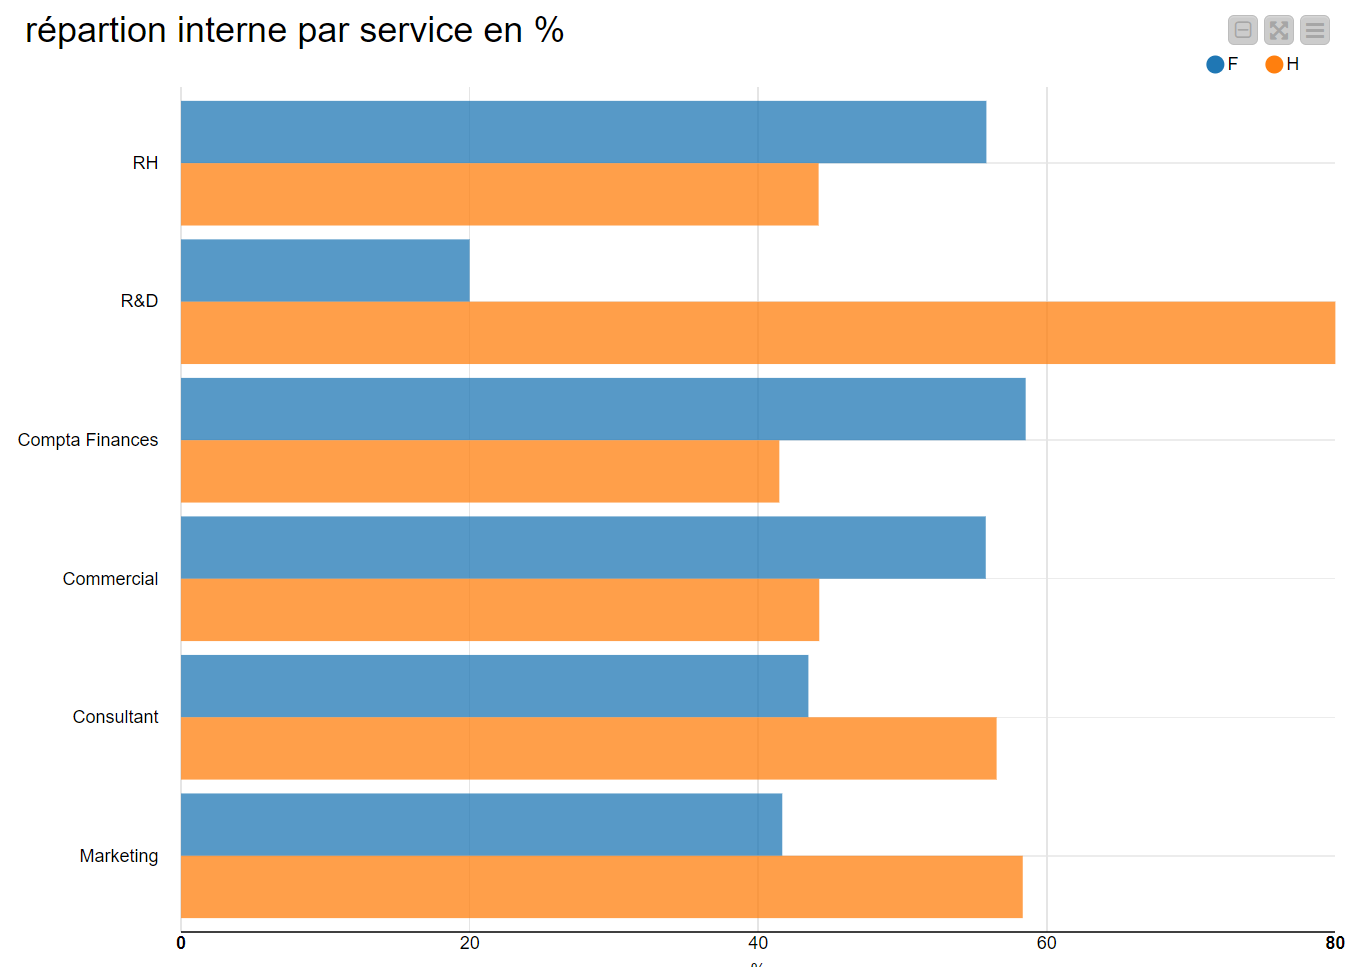 répartion interne par service en %
F H
RH
R&D
Compta Finances
Commercial
Consultant
Marketing
0 20 40 60 80
%